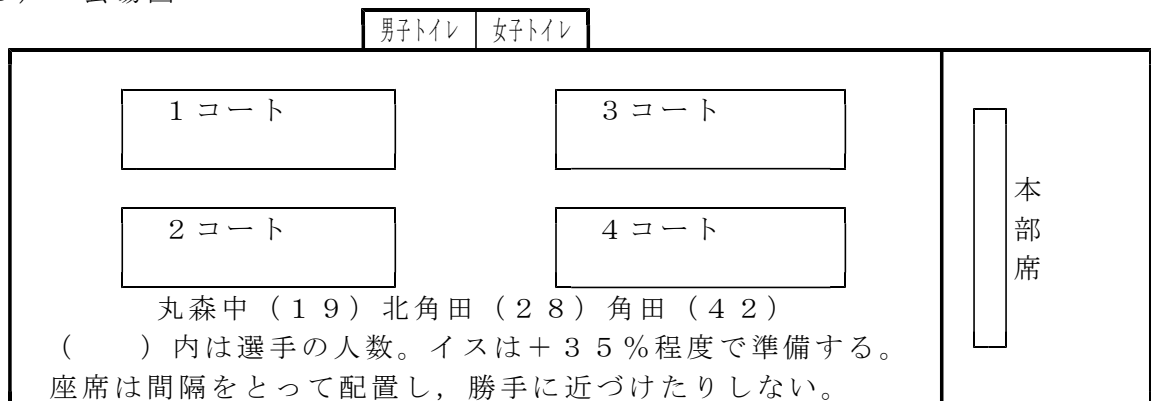 男子トイレ 女子トイレ
１コート ３コート
２コート ４コート
本部席
丸森中（１９）北角田（２８）角田（４２）
（　　）内は選手の人数。イスは＋３５％程度で準備する。
座席は間隔をとって配置し，勝手に近づけたりしない。